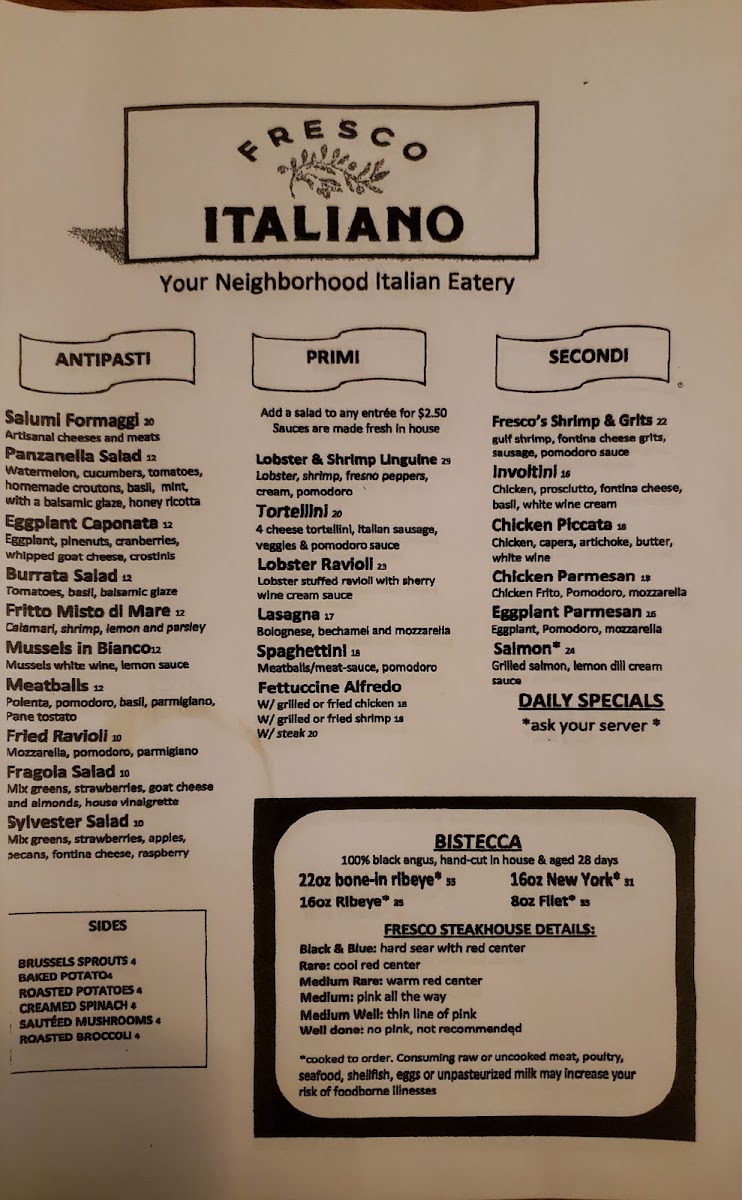 FRESCO
ITALIANO
Your Neighborhood Italian Eatery
ANTIPASTI
Salumi Formaggi 20
Artisanal cheeses and meats
Panzanella Salad 12
Watermelon, cucumbers, tomatoes,
homemade croutons, basil, mint,
with a balsamic glaze, honey ricotta
Eggplant Caponata 12
Eggplant, pinenuts, cranberries,
whipped goat cheese, crostinis
Burrata Salad 12
Tomatoes, basil, balsamic glaze
Fritto Misto di Mare 12
Calamari, shrimp, lemon and parsley
Mussels in Bianco12
Mussels white wine, lemon sauce
Meatballs 12
Polenta, pomodoro, basil, parmigiano,
Pane tostato
Fried Ravioli 10
Mozzarella, pomodoro, parmigiano
Fragola Salad 10
Mix greens, strawberries, goat cheese
and almonds, house vinaigrette
Sylvester Salad 10
Mix greens, strawberries, apples,
pecans, fontina cheese, raspberry
SIDES
BRUSSELS SPROUTS 4
BAKED POTATO4
ROASTED POTATOES 4
CREAMED SPINACH 4
SAUTÉED MUSHROOMS 4
ROASTED BROCCOLI 4
PRIMI
Add a salad to any entrée for $2.50
Sauces are made fresh in house
Lobster & Shrimp Linguine 29
Lobster, shrimp, fresno peppers,
cream, pomodoro
Tortellini 20
4 cheese tortellini, Italian sausage,
veggies & pomodoro sauce
Lobster Ravioli 23
Lobster stuffed ravioli with sherry
wine cream sauce
Lasagna 17
Bolognese, bechamel and mozzarella
Spaghettini 18
Meatballs/meat-sauce, pomodoro
Fettuccine Alfredo
W/ grilled or fried chicken 18
W/ grilled or fried shrimp 18
W/ steak 20
SECONDI
Fresco's Shrimp & Grits 22
gulf shrimp, fontina cheese grits,
sausage, pomodoro sauce
Involtini 16
Chicken, prosciutto, fontina cheese,
basil, white wine cream
Chicken Piccata 18
Chicken, capers, artichoke, butter,
white wine
Chicken Parmesan
Chicken Frito, Pomodoro, mozzarella
Eggplant Parmesan 16
Eggplant, Pomodoro, mozzarella
Salmon* 24
Grilled salmon, lemon dill cream
sauce
DAILY SPECIALS
*ask your server *
BISTECCA
100% black angus, hand-cut in house & aged 28 days
22oz bone-in ribeye* 16oz New York* 31
16oz Ribeye* 8oz Filet*
FRESCO STEAKHOUSE DETAILS:
Black & Blue: hard sear with red center
Rare: cool red center
Medium Rare: warm red center
Medium: pink all the way
Medium Well: thin line of pink
Well done: no pink, not recommended
*cooked to order. Consuming raw or uncooked meat, poultry,
seafood, shellfish, eggs or unpasteurized milk may increase your
risk of foodborne illnesses